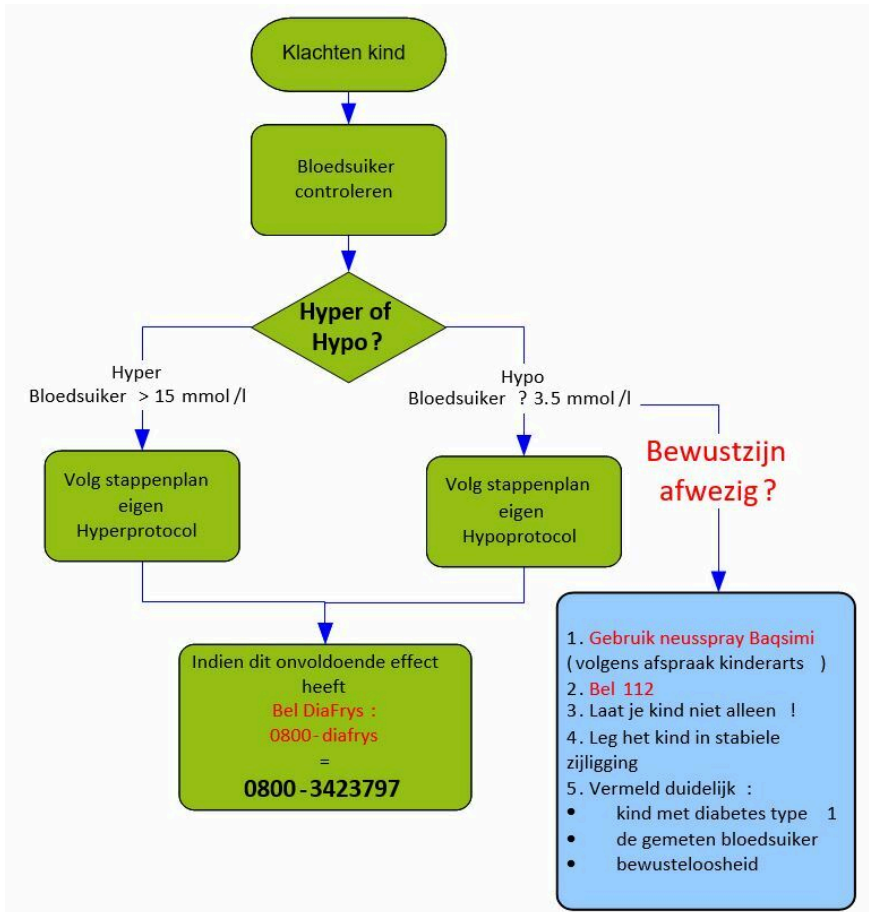 Klachten kind
Bloedsuiker
controleren
Hyper of
Hypo ?
Hyper
Bloedsuiker > 15 mmol /l
Hypo
Bloedsuiker ? 3.5 mmol /l
Bewustzijn
afwezig ?
Volg stappenplan
eigen
Hyperprotocol
Volg stappenplan
eigen
Hypoprotocol
Indien dit onvoldoende effect
heeft
Bel DiaFrys :
0800 - diafrys
=
0800 - 3423797
1. Gebruik neusspray Baqsimi
( volgens afspraak kinderarts )
2. Bel 112
3. Laat je kind niet alleen !
4. Leg het kind in stabiele
zijligging
5. Vermeld duidelijk :
• kind met diabetes type 1
• de gemeten bloedsuiker
• bewusteloosheid